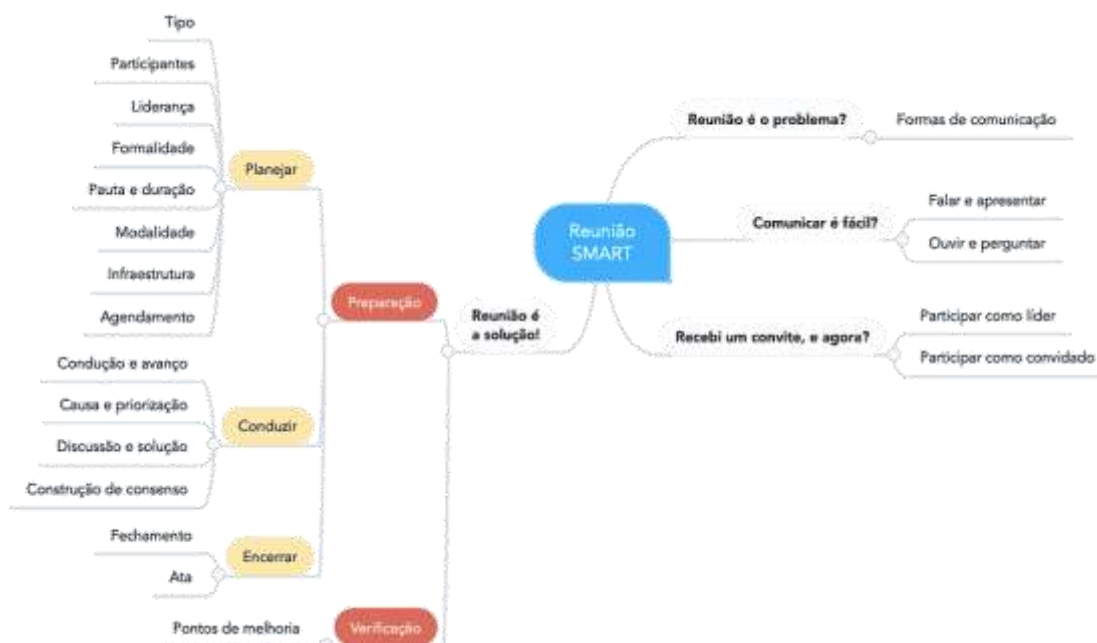 Reunião
SMART
Reunião é o problema?
Formas de comunicação
Comunicar é fácil?
Falar e apresentar
Ouvir e perguntar
Recebi um convite, e agora?
Participar como líder
Participar como convidado
Reunião é
a solução!
Preparação
Planejar
Tipo
Participantes
Liderança
Formalidade
Pauta e duração
Modalidade
Infraestrutura
Agendamento
Conduzir
Condução e avanço
Causa e priorização
Discussão e solução
Construção de consenso
Encerrar
Fechamento
Ata
Verificação
Pontos de melhoria